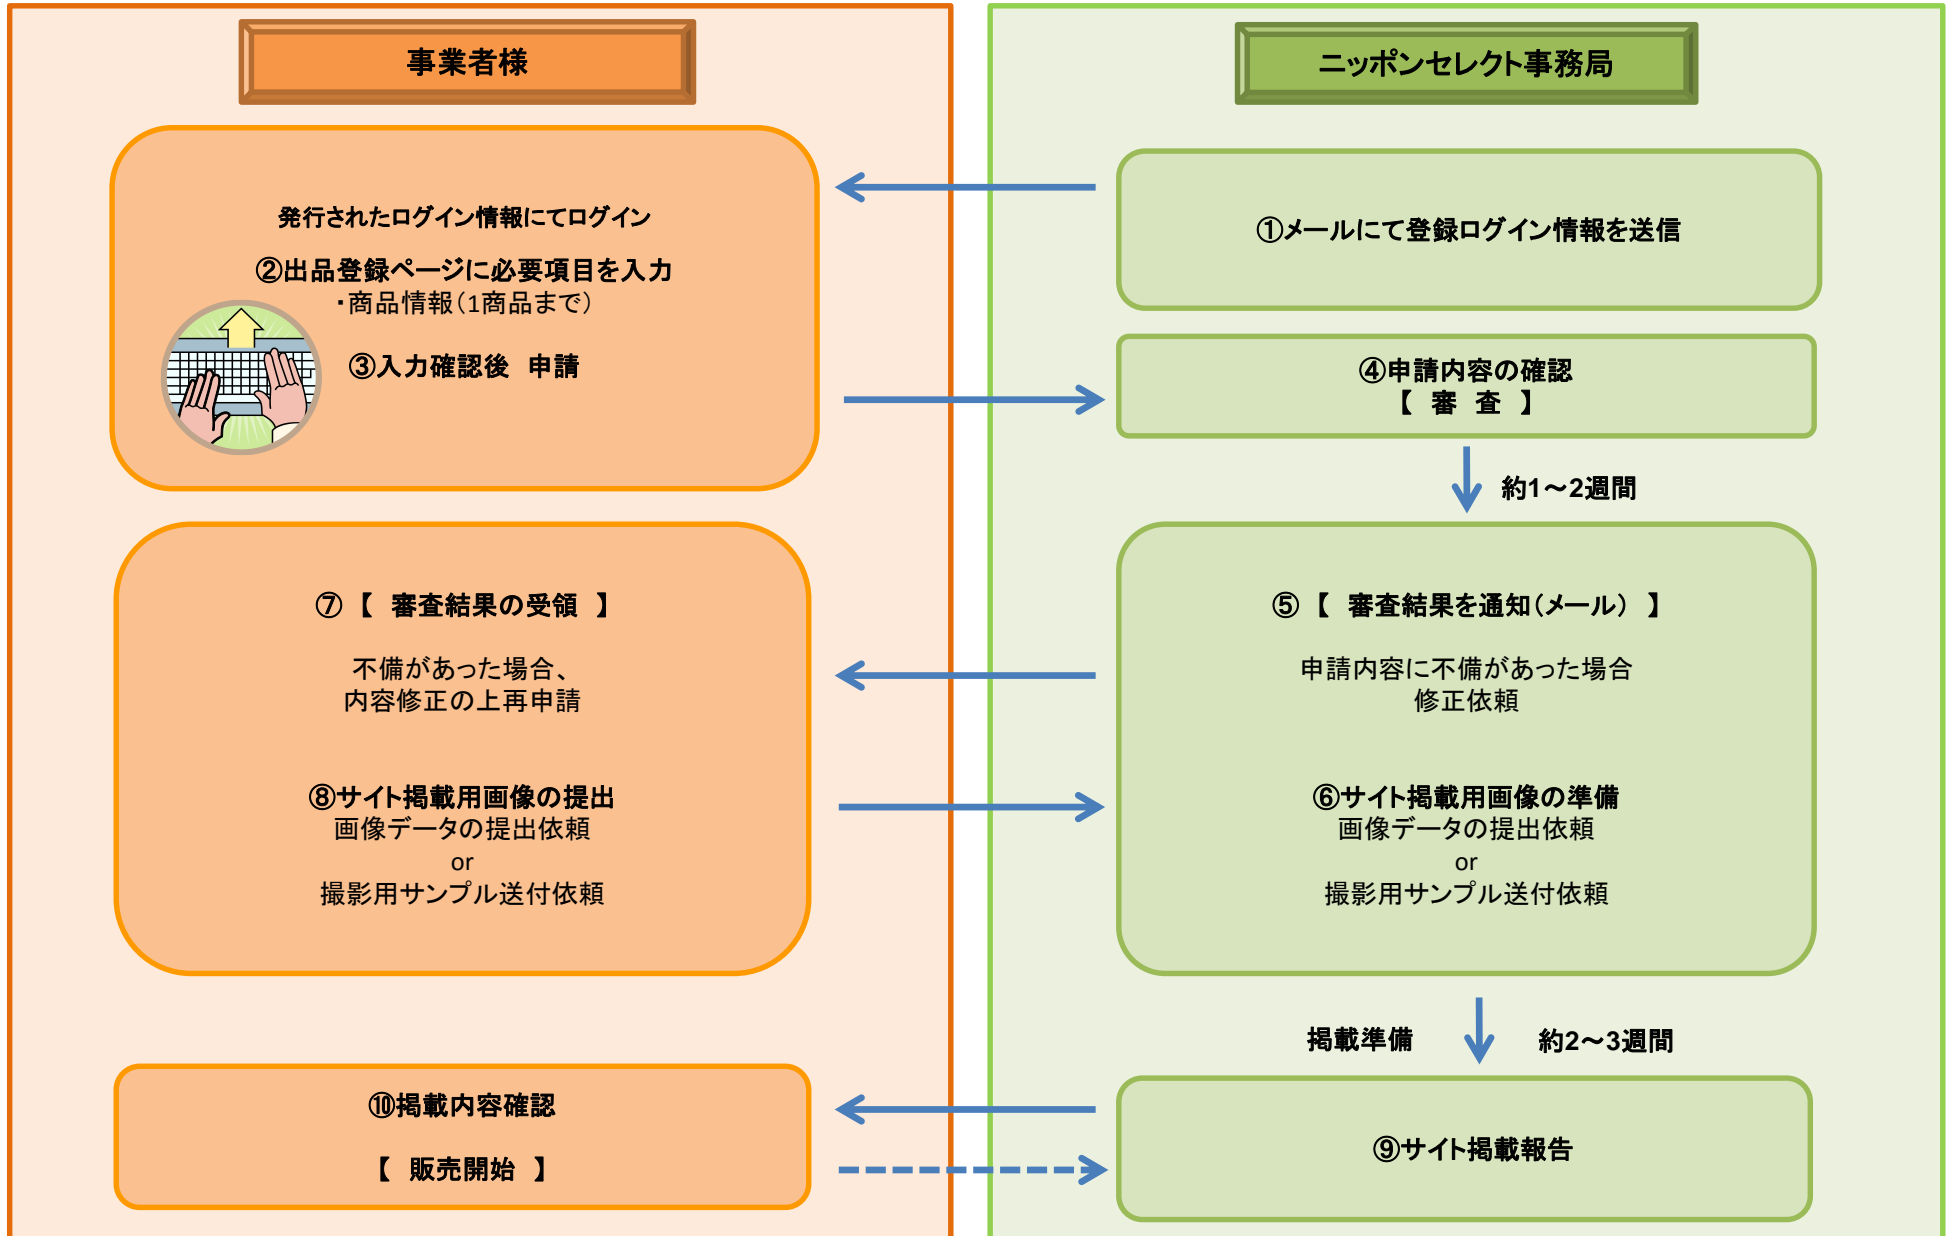 事業者様
発行されたログイン情報にてログイン
②出品登録ページに必要項目を入力
・商品情報（1商品まで）
③入力確認後　申請
⑦【　審査結果の受領　】
不備があった場合、
内容修正の上再申請
⑧サイト掲載用画像の提出
画像データの提出依頼
or
撮影用サンプル送付依頼
⑩掲載内容確認
【　販売開始　】
ニッポンセレクト事務局
①メールにて登録ログイン情報を送信
④申請内容の確認
【　審　査　】
約1～2週間
⑤【　審査結果を通知（メール）　】
申請内容に不備があった場合
修正依頼
⑥サイト掲載用画像の準備
画像データの提出依頼
or
撮影用サンプル送付依頼
掲載準備　約2～3週間
⑨サイト掲載報告